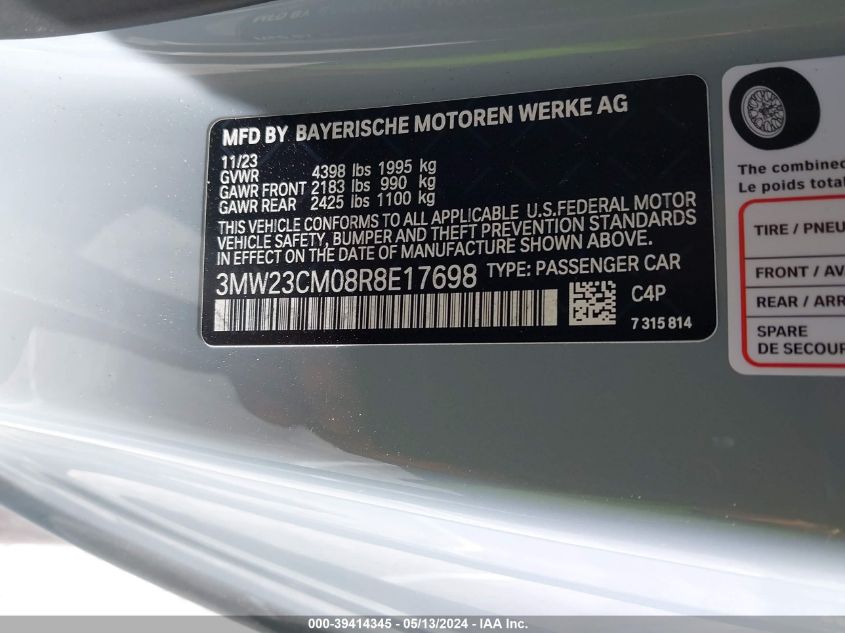 MFD BY BAYERISCHE MOTOREN WERKE AG
11/23
GVWR 4398 lbs 1995 kg
GAWR FRONT 2183 lbs 990 kg
GAWR REAR 2425 lbs 1100 kg
THIS VEHICLE CONFORMS TO ALL APPLICABLE U.S.FEDERAL MOTOR
VEHICLE SAFETY, BUMPER AND THEFT PREVENTION STANDARDS
IN EFFECT ON THE DATE OF MANUFACTURE SHOWN ABOVE.
3MW23CM08R8E17698 TYPE: PASSENGER CAR
C4P
7 315 814
The combined
Le poids total
TIRE / PNEU
FRONT / AVA
REAR / ARR
SPARE
DE SECOUR
000-39414345 - 05/13/2024 - IAA Inc.